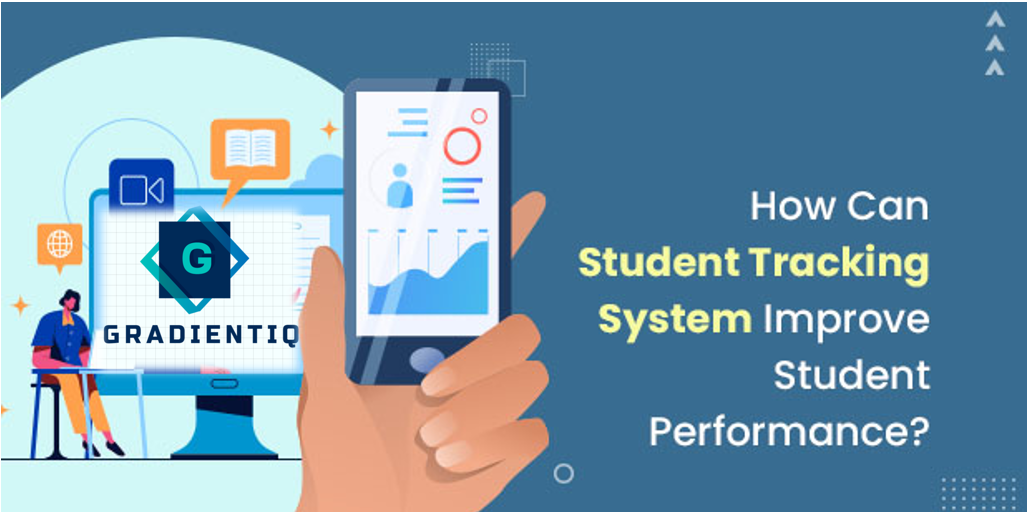 G
GRADIENTIQ
How Can
Student Tracking
System Improve
Student
Performance?